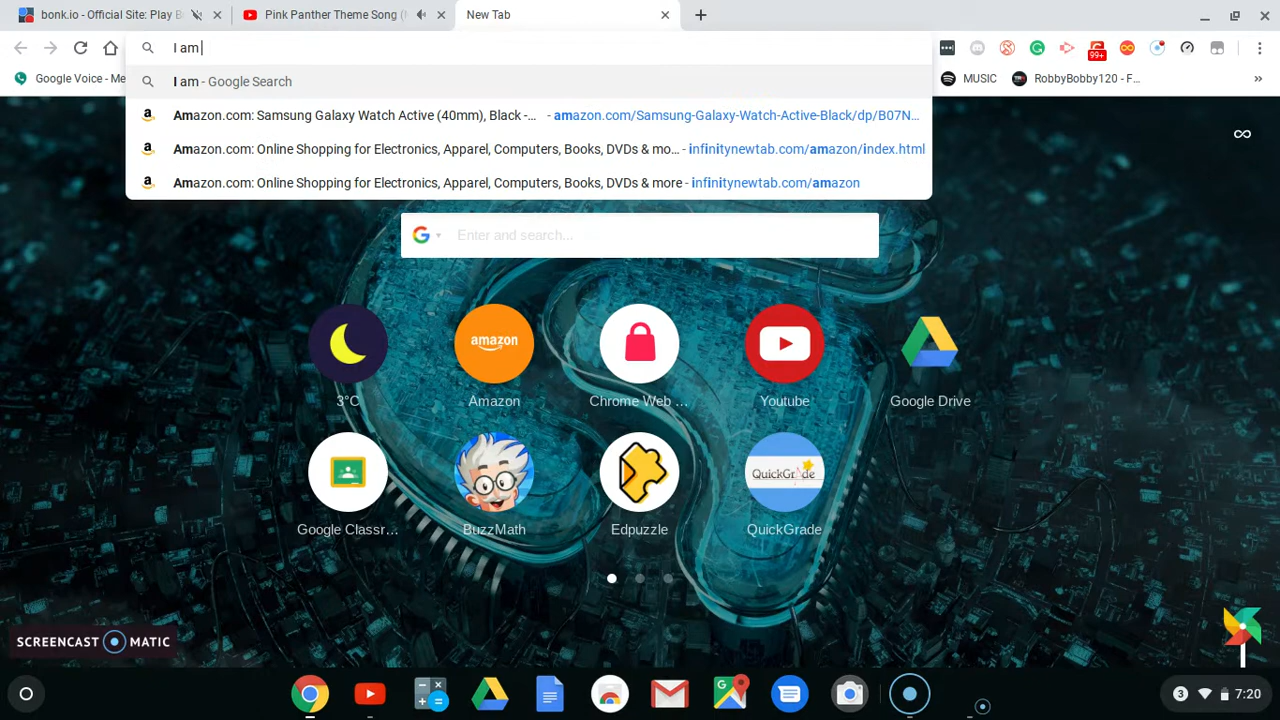 bonk.io - Official Site: Play B
Pink Panther Theme Song (
New Tab
I am
99+
Google Voice - Me
MUSIC
RobbyBobby120 - F...
»
I am - Google Search
Amazon.com: Samsung Galaxy Watch Active (40mm), Black -... - amazon.com/Samsung-Galaxy-Watch-Active-Black/dp/B07N...
Amazon.com: Online Shopping for Electronics, Apparel, Computers, Books, DVDs & mo... - infinitynewtab.com/amazon/index.html
Amazon.com: Online Shopping for Electronics, Apparel, Computers, Books, DVDs & more - infinitynewtab.com/amazon
Enter and search...
amazon
3°C
Amazon
Chrome Web ...
Youtube
Google Drive
QuickGrade
Google Classr...
BuzzMath
Edpuzzle
QuickGrade
SCREENCAST MATIC
3
7:20